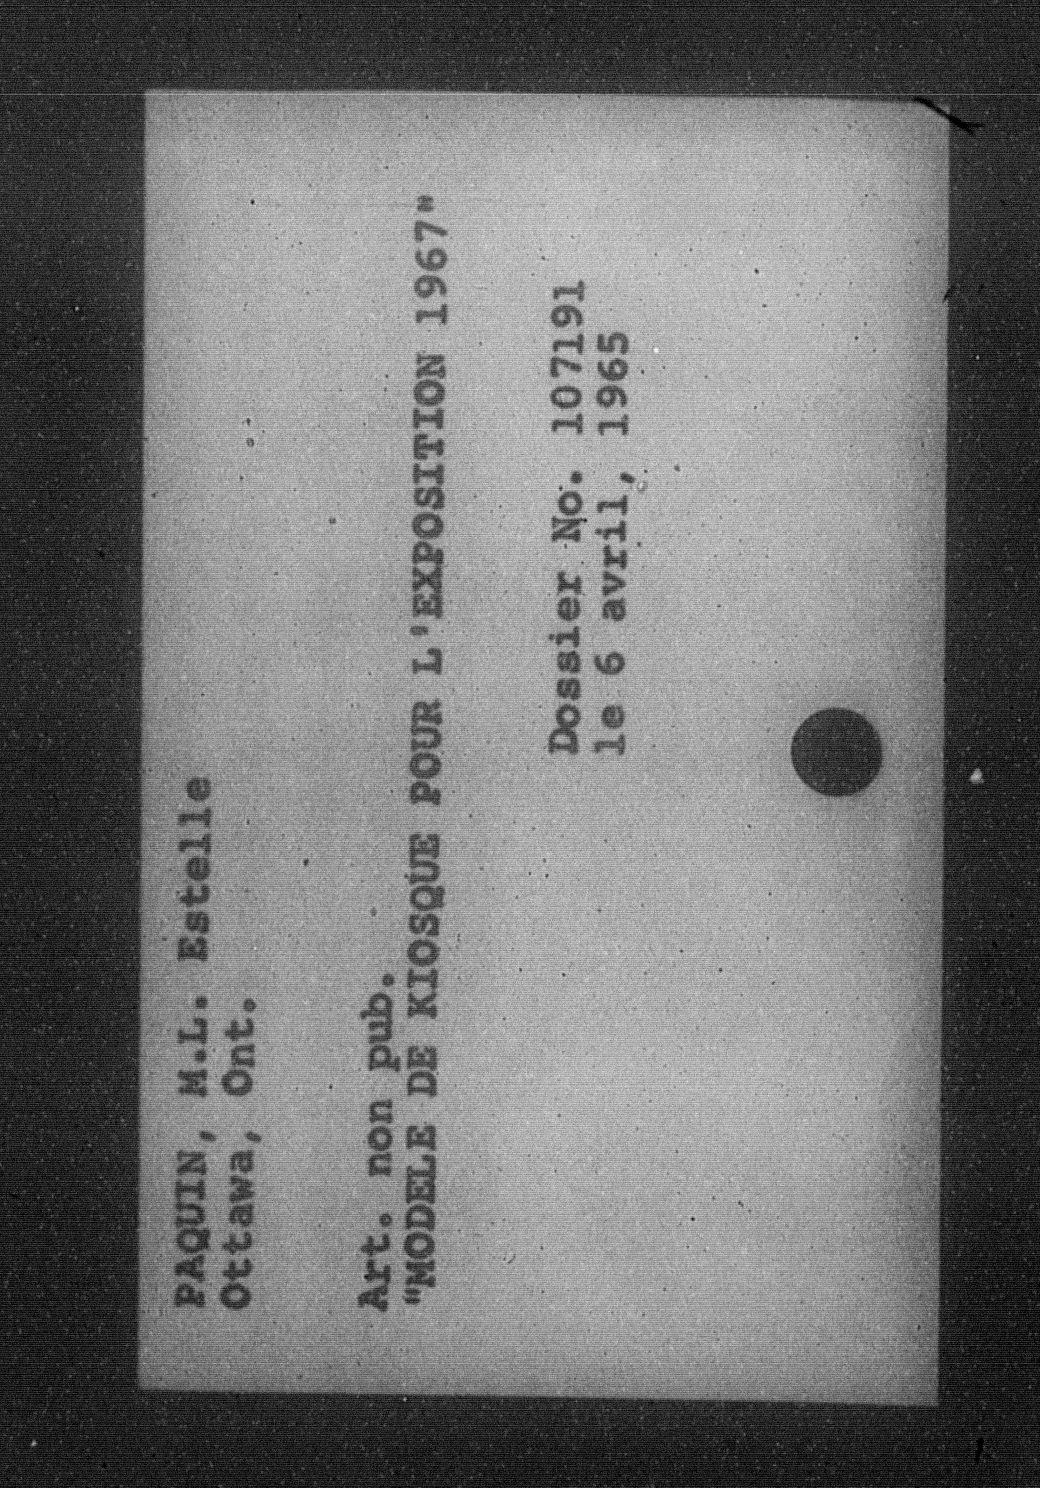 PAQUIN, M.L. Estelle
Ottawa, Ont.
Art. non pub.
"MODELE DE KIOSQUE POUR L'EXPOSITION 1967"
Dossier No. 107191
le 6 avril, 1965